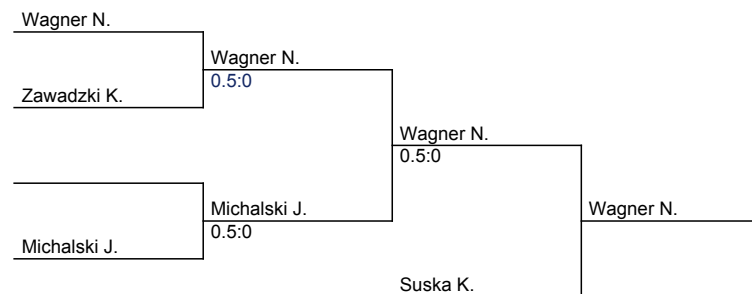 Wagner N.
Wagner N.
0.5:0
Zawadzki K.
Wagner N.
0.5:0
Michalski J.
0.5:0
Wagner N.
Michalski J.
Suska K.